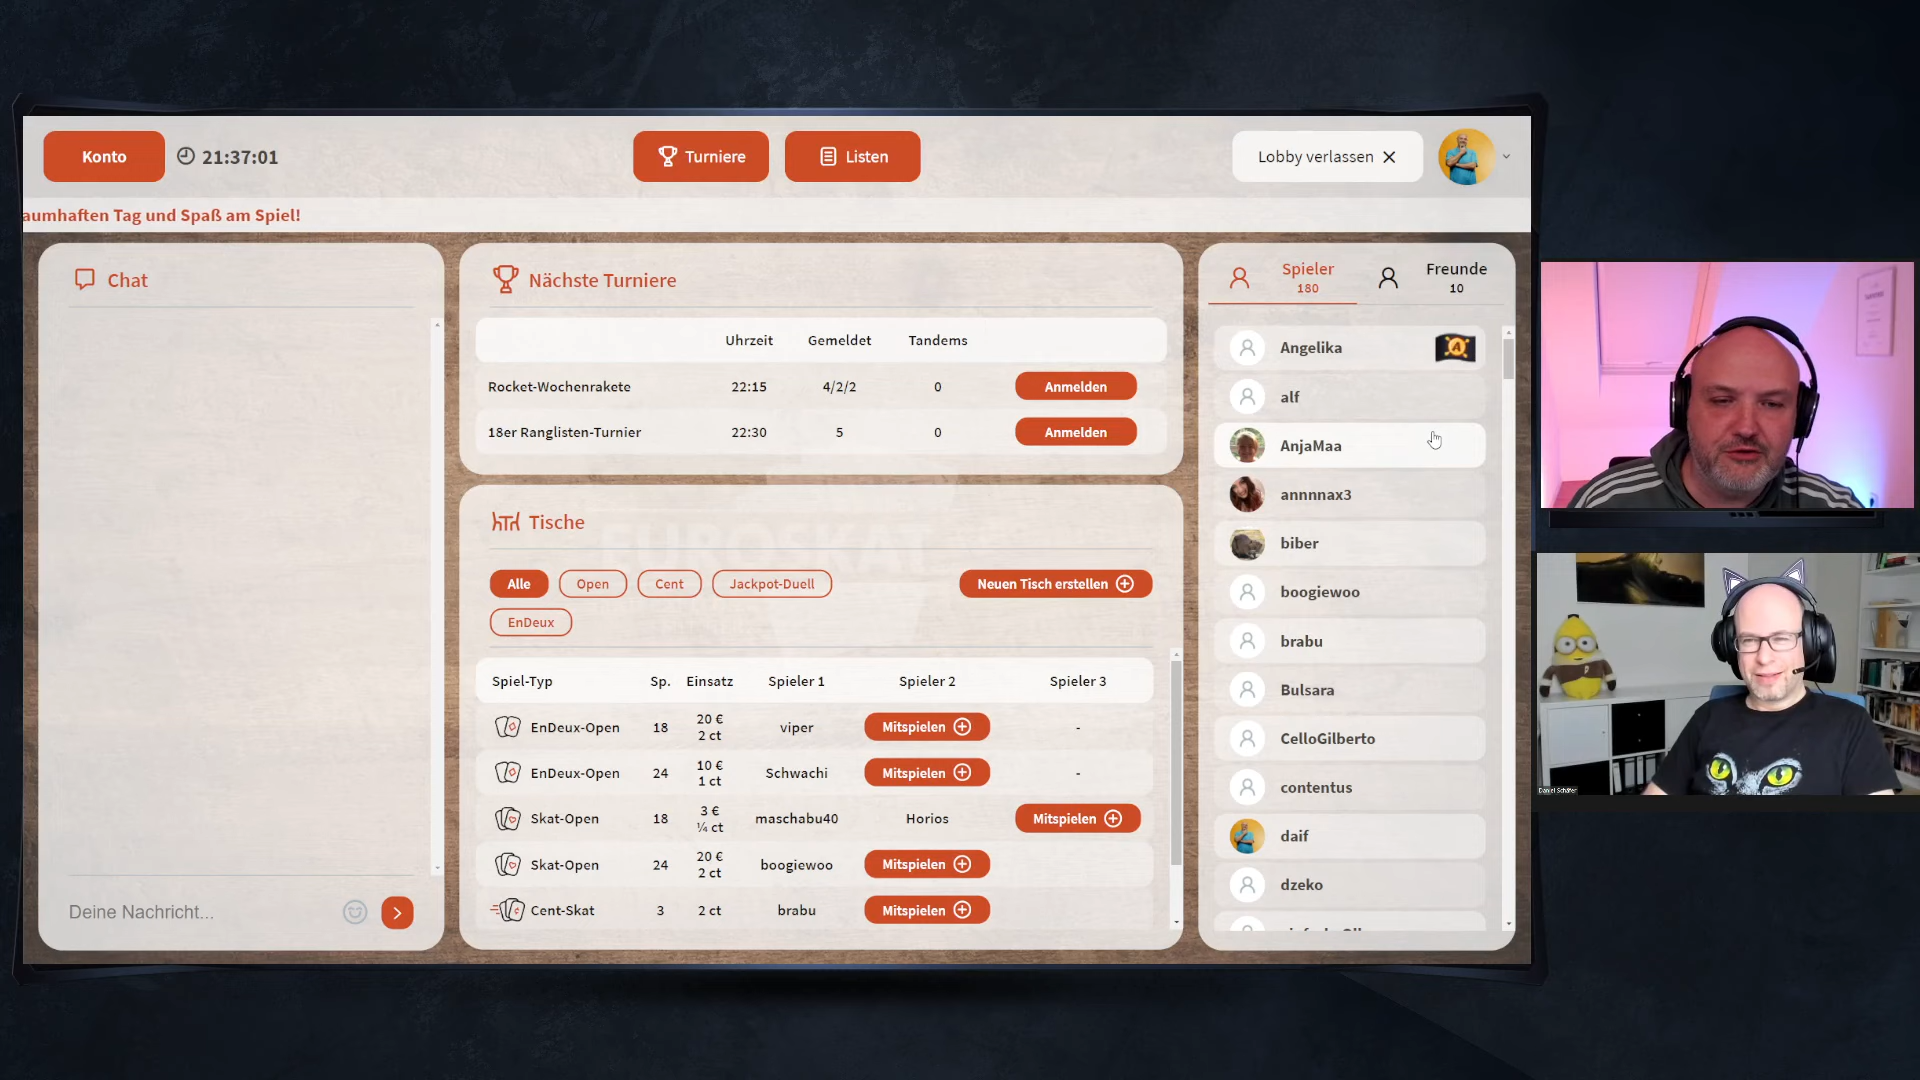 Konto
21:37:01
Turniere
Listen
Lobby verlassen
aumhaften Tag und Spaß am Spiel!
Chat
Deine Nachricht...
Nächste Turniere
Uhrzeit Gemeldet Tandems
Rocket-Wochenrakete 22:15 4/2/2 0 Anmelden
18er Ranglisten-Turnier 22:30 5 0 Anmelden
Tische
EUROSKAT
Alle Open Cent Jackpot-Duell Neuen Tisch erstellen
EnDeux
Spiel-Typ Sp. Einsatz Spieler 1 Spieler 2 Spieler 3
EnDeux-Open 18 20 € 2 ct viper Mitspielen -
EnDeux-Open 24 10 € 1 ct Schwachi Mitspielen -
Skat-Open 18 3 € ¼ ct maschabu40 Horios Mitspielen
Skat-Open 24 20 € 2 ct boogiewoo Mitspielen
Cent-Skat 3 2 ct brabu Mitspielen
Spieler 180
Freunde 10
Angelika
A
alf
AnjaMaa
annnnax3
biber
boogiewoo
brabu
Bulsara
CelloGilberto
contentus
daif
dzeko
Daniel Schäfer